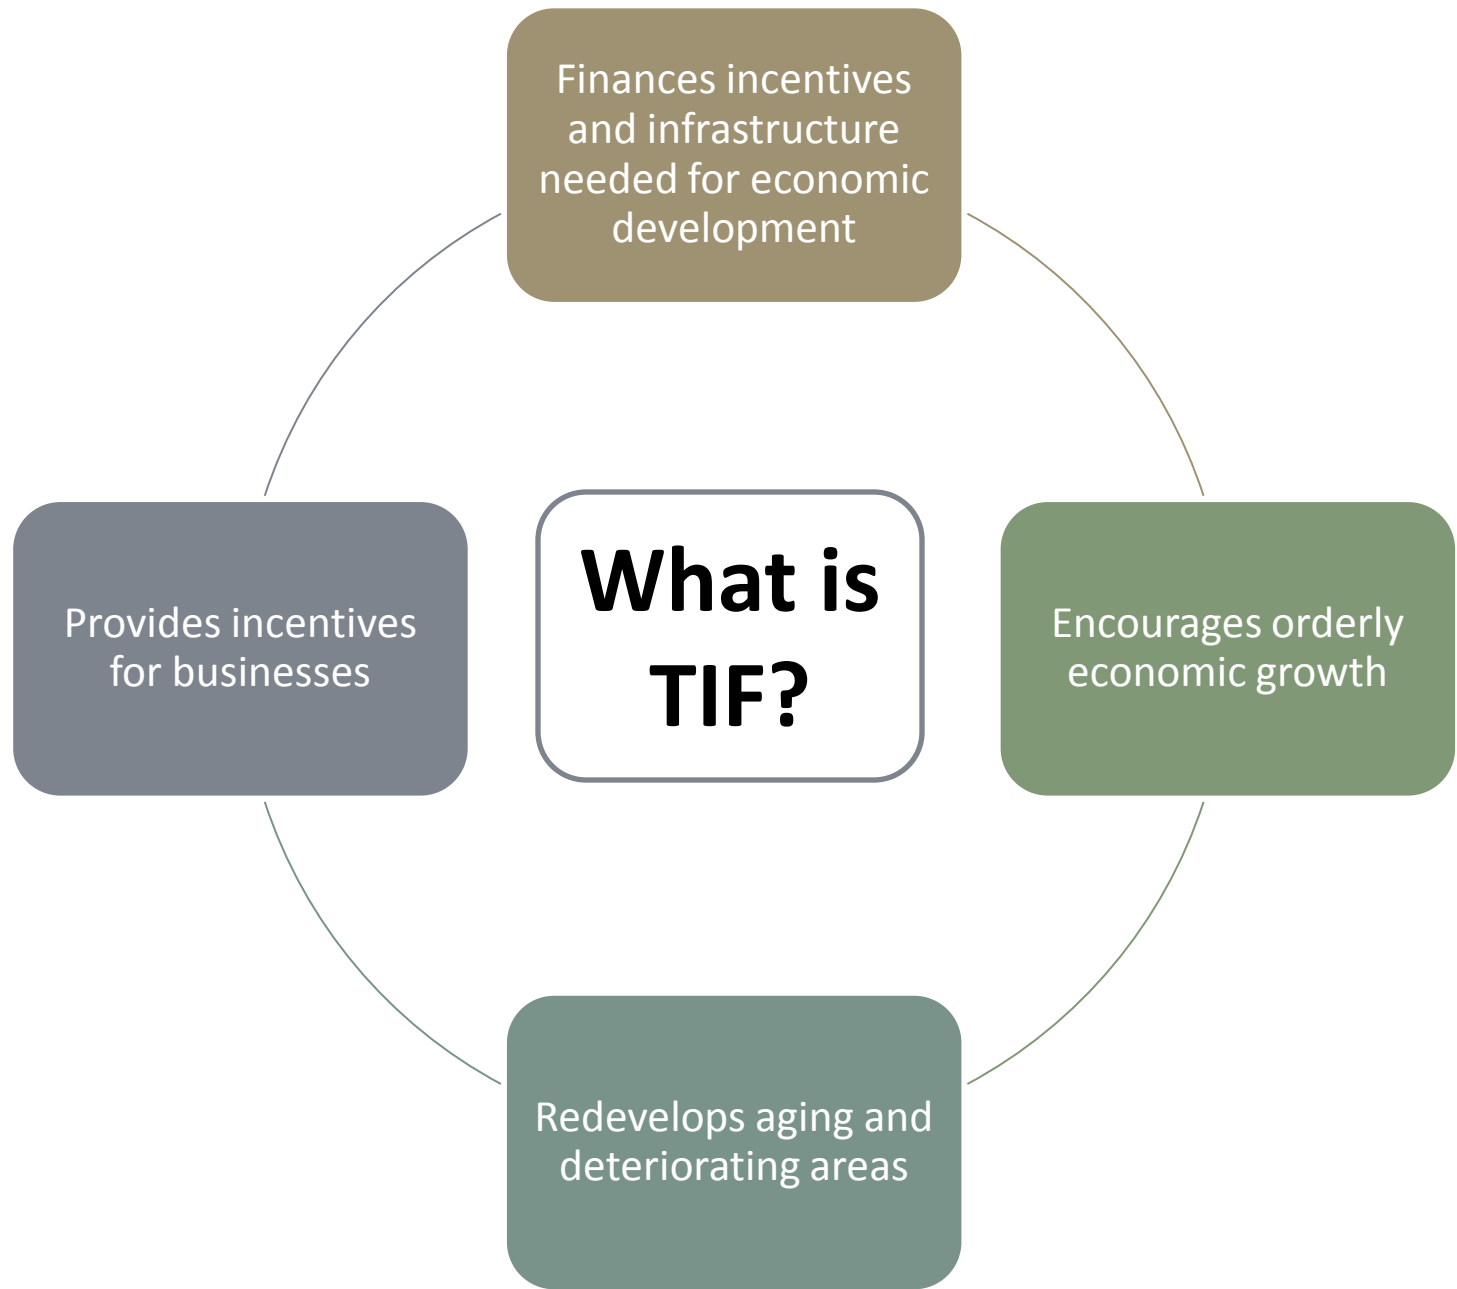 Finances incentives
and infrastructure
needed for economic
development
Provides incentives
for businesses
What is
TIF?
Encourages orderly
economic growth
Redevelops aging and
deteriorating areas